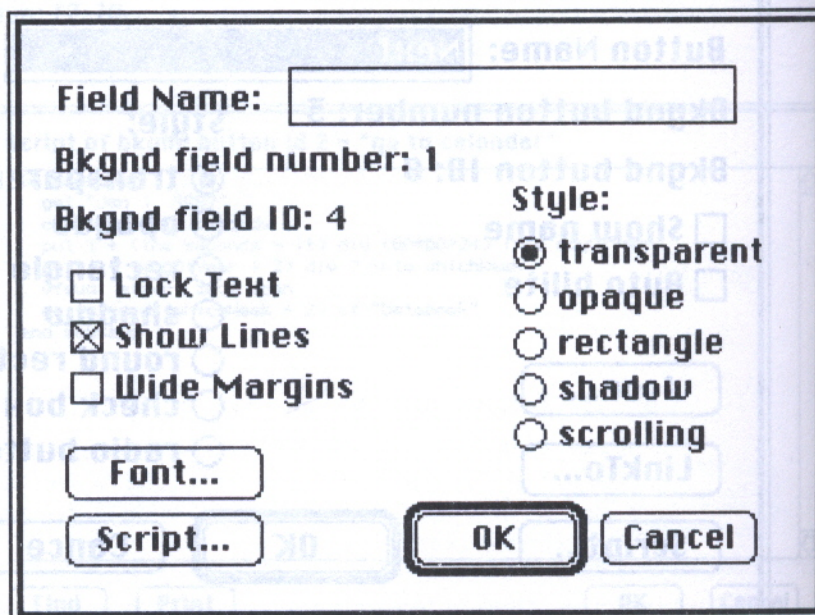 Field Name:
Bkgnd field number: 1
Bkgnd field ID: 4
Lock Text
Show Lines
Wide Margins
Style:
transparent
opaque
rectangle
shadow
scrolling
Font...
Script...
OK
Cancel